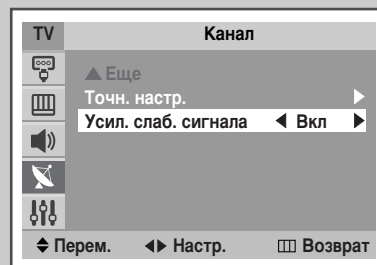 TV
Канал
▲ Еще
Точн. настр.
Усил. слаб. сигнала ◀ Вкл ▶
Перем. ◀▶ Настр. Возврат